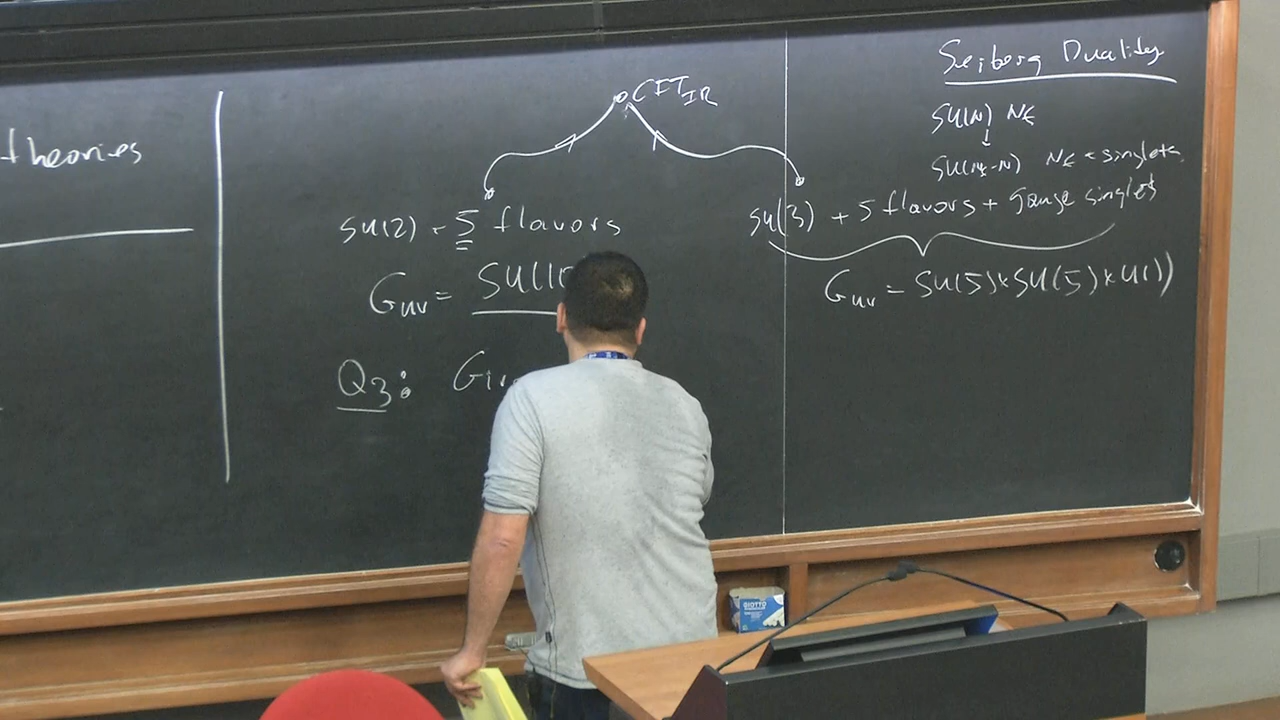 theories
CFT_IR
SU(2) + 5 flavors
G_UV = SU(1
Q3: Gi
Seiberg Duality
SU(N) N_f
↓
SU(N_f-N) N_f + singlets
SU(3) + 5 flavors + gauge singlets
G_UV = SU(5)×SU(5)×U(1)
GIOTTO